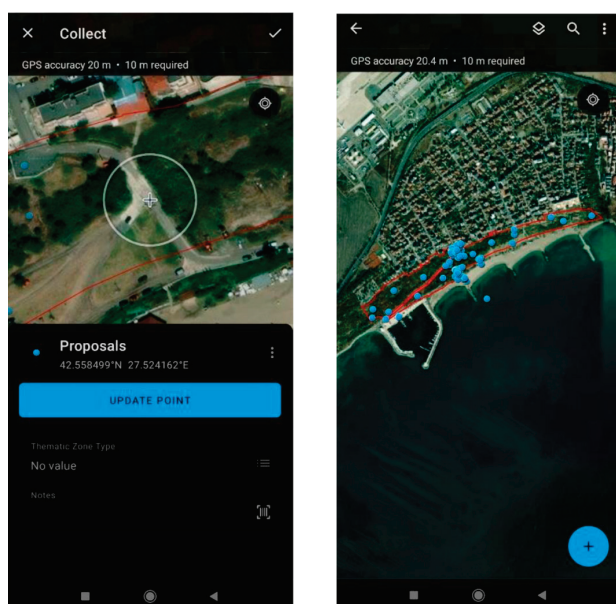 Collect
GPS accuracy 20 m • 10 m required
Proposals
42.558499°N 27.524162°E
UPDATE POINT
Thematic Zone Type
No value
Notes
GPS accuracy 20.4 m • 10 m required